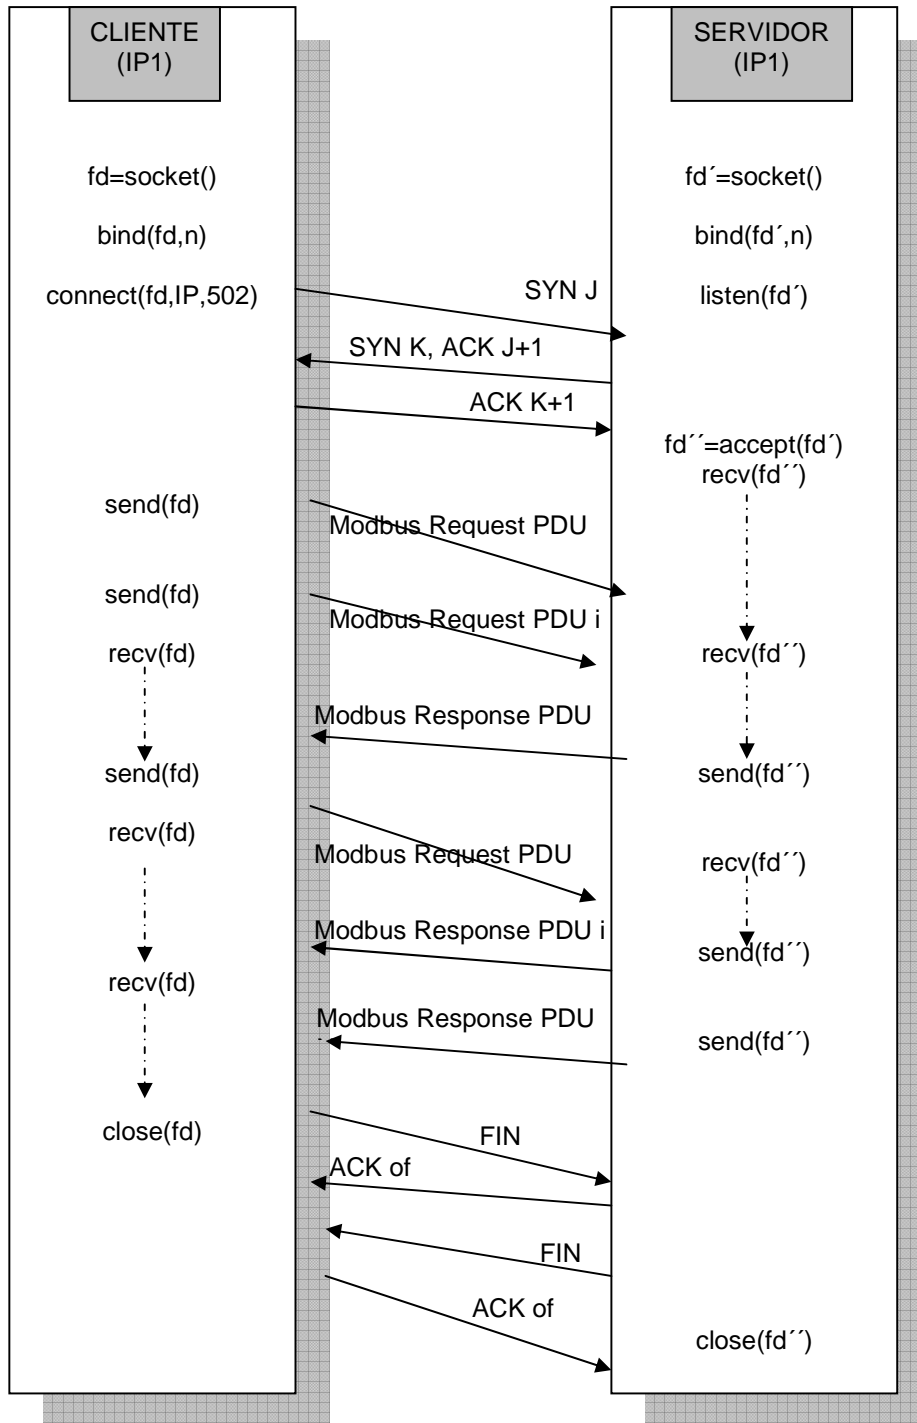 CLIENTE
(IP1)
SERVIDOR
(IP1)
fd=socket()
fd´=socket()
bind(fd,n)
bind(fd´,n)
connect(fd,IP,502)
SYN J
listen(fd´)
SYN K, ACK J+1
ACK K+1
fd´´=accept(fd´)
recv(fd´´)
send(fd)
Modbus Request PDU
send(fd)
Modbus Request PDU i
recv(fd)
recv(fd´´)
Modbus Response PDU
send(fd)
send(fd´´)
recv(fd)
Modbus Request PDU
recv(fd´´)
Modbus Response PDU i
send(fd´´)
recv(fd)
Modbus Response PDU
send(fd´´)
close(fd)
FIN
ACK of
FIN
ACK of
close(fd´´)